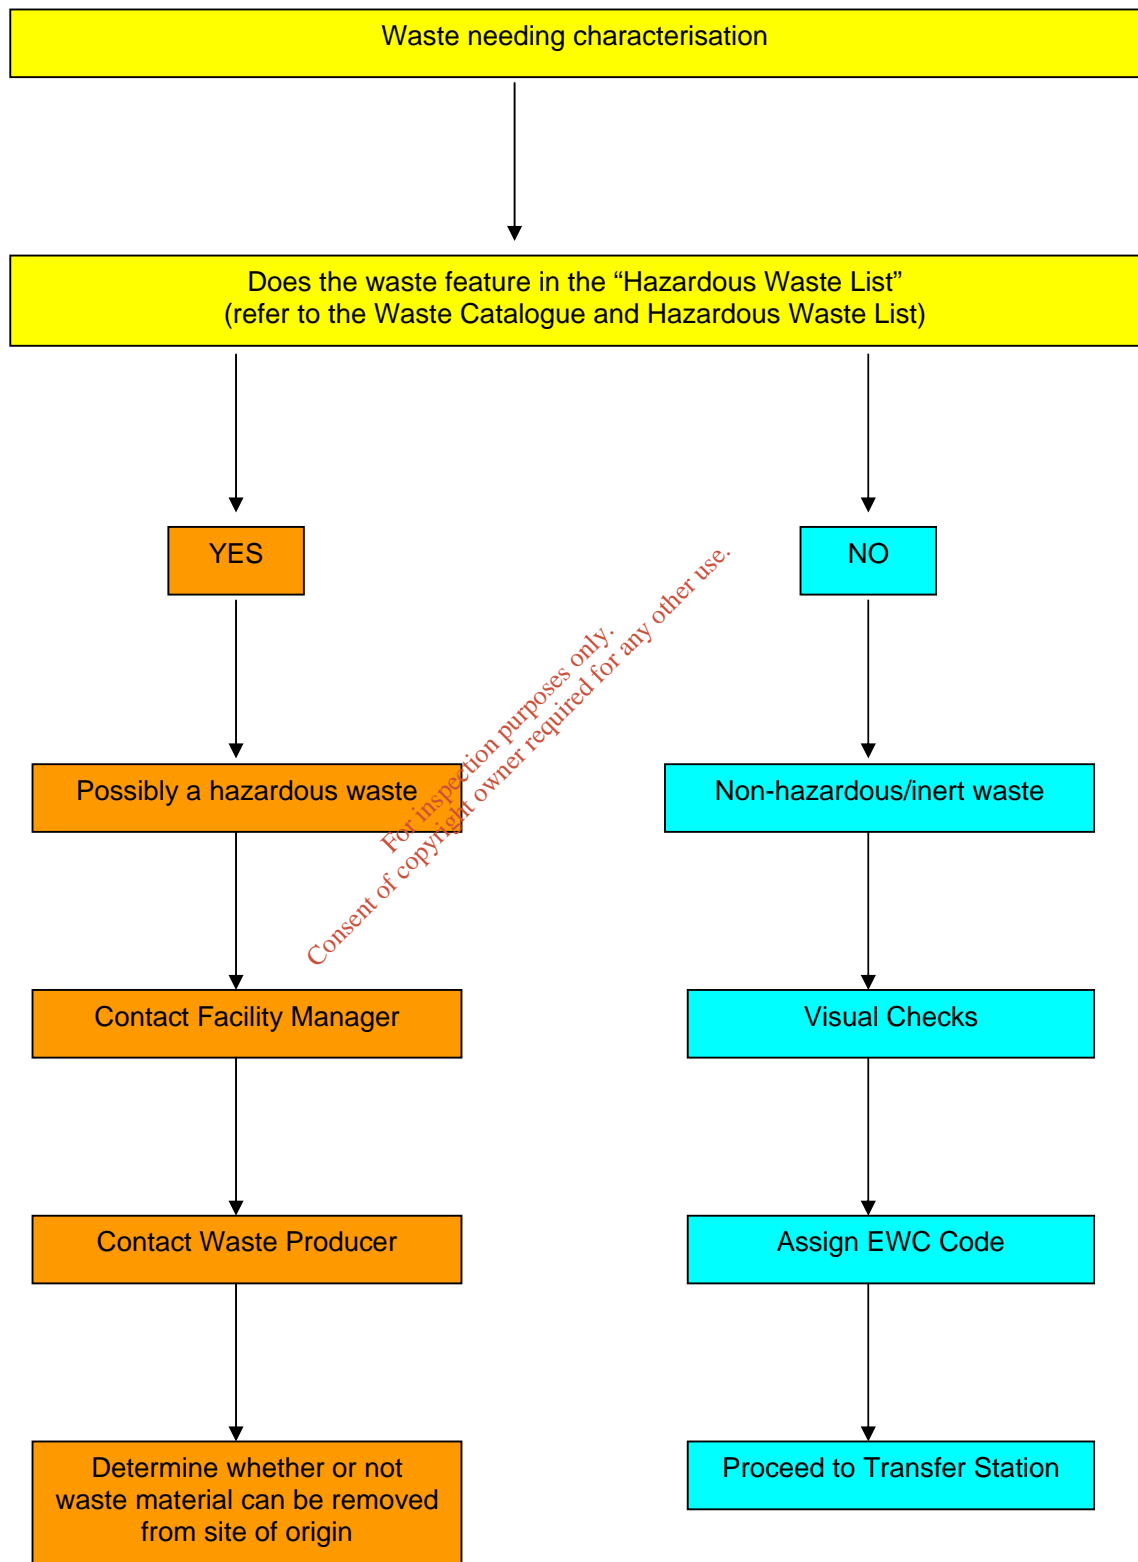 Waste needing characterisation
Does the waste feature in the “Hazardous Waste List”
(refer to the Waste Catalogue and Hazardous Waste List)
YES
NO
For inspection purposes only.
Consent of copyright owner required for any other use.
Possibly a hazardous waste
Non-hazardous/inert waste
Contact Facility Manager
Visual Checks
Contact Waste Producer
Assign EWC Code
Determine whether or not
waste material can be removed
from site of origin
Proceed to Transfer Station